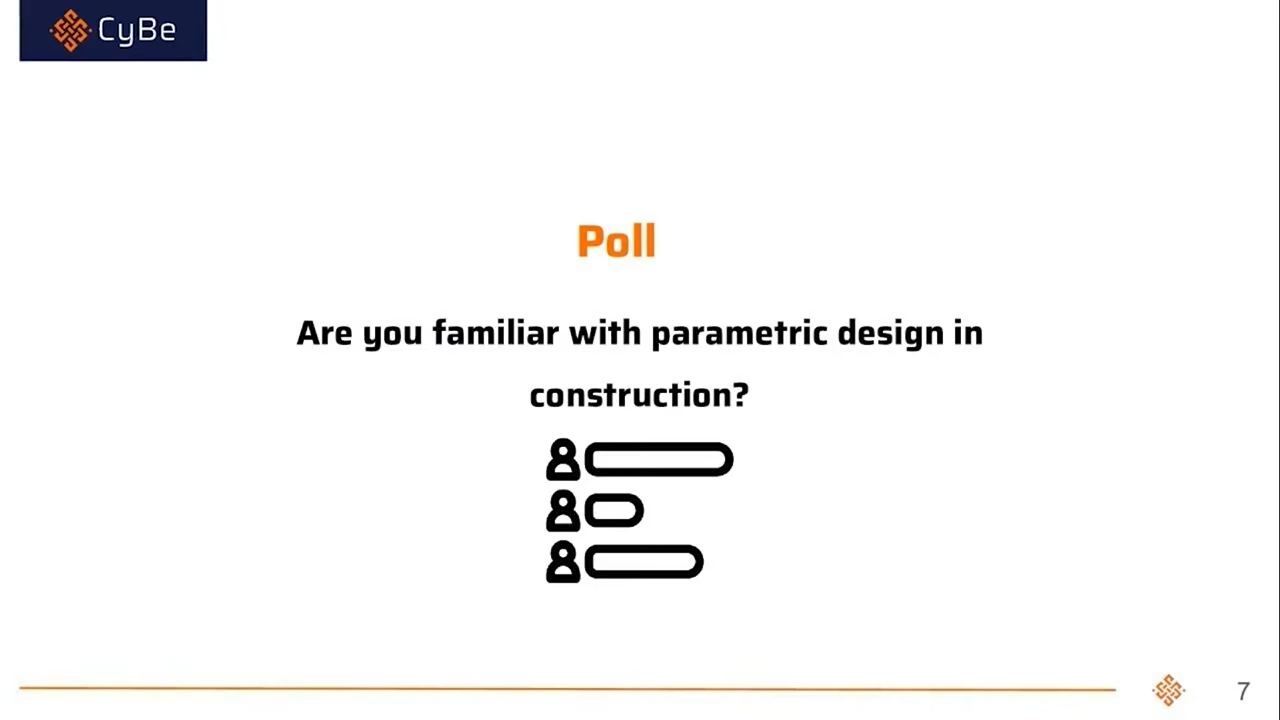 CyBe
Poll
Are you familiar with parametric design in
construction?
7